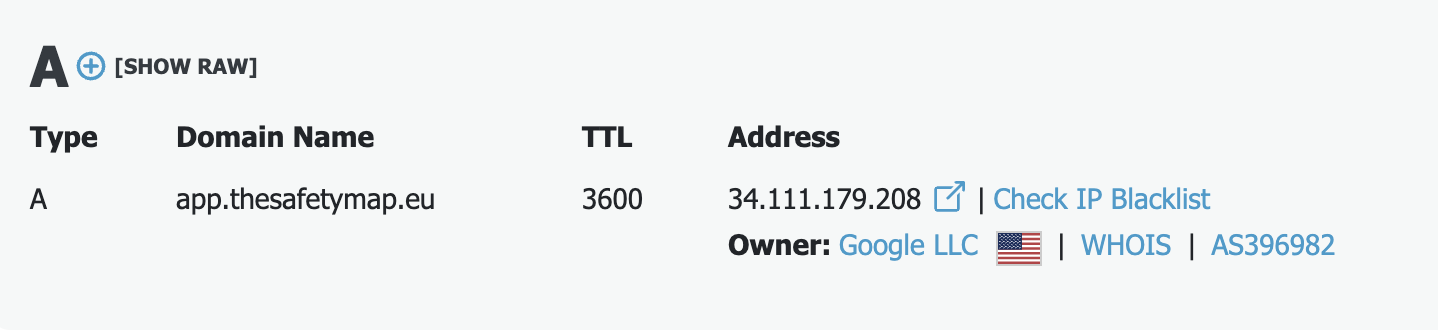 A [SHOW RAW]
Type Domain Name TTL Address
A app.thesafetymap.eu 3600 34.111.179.208 | Check IP Blacklist
Owner: Google LLC | WHOIS | AS396982